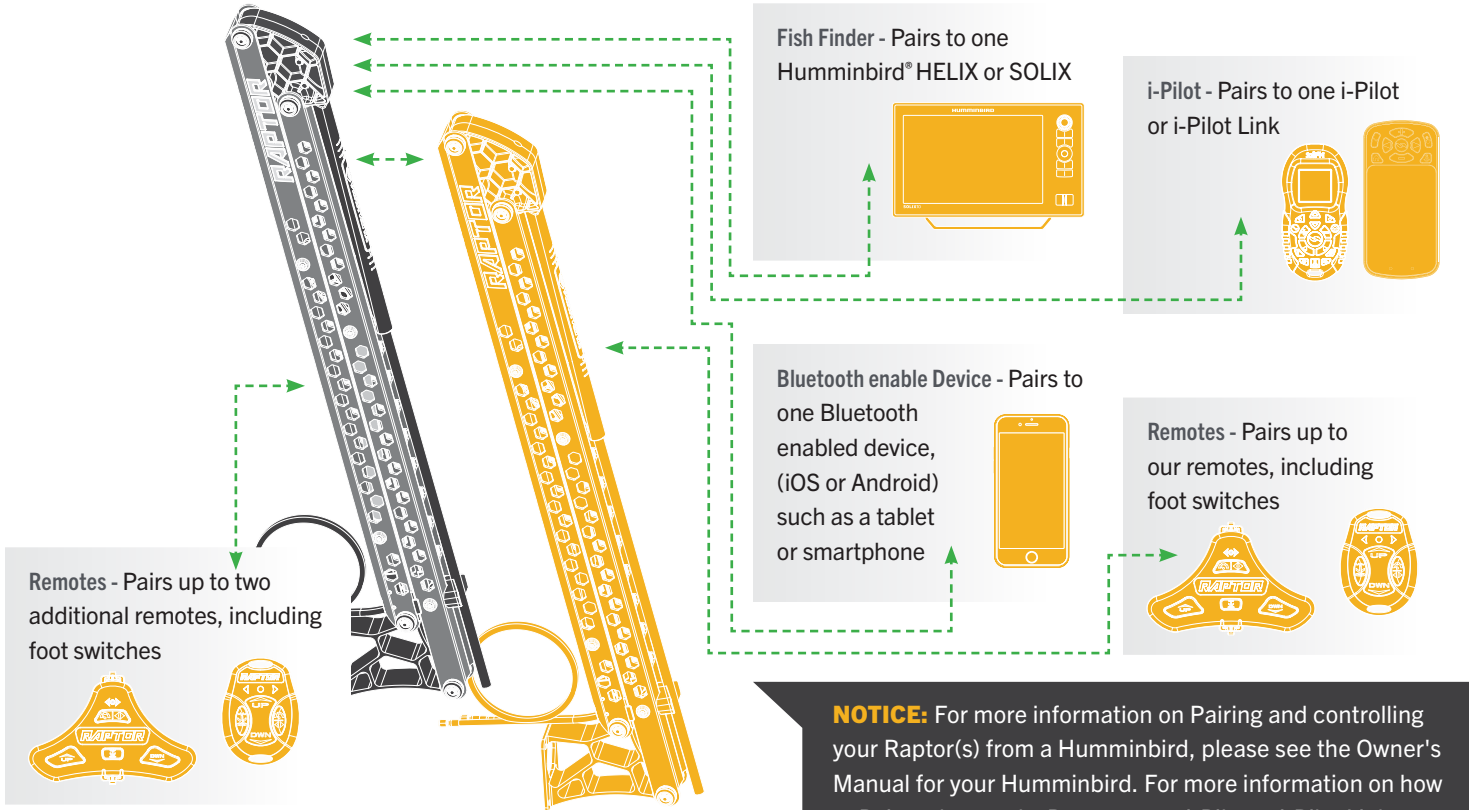 Fish Finder - Pairs to one
Humminbird® HELIX or SOLIX
HUMMINBIRD
i-Pilot - Pairs to one i-Pilot
or i-Pilot Link
RAPTOR
RAPTOR
Bluetooth enable Device - Pairs to
one Bluetooth
enabled device,
(iOS or Android)
such as a tablet
or smartphone
Remotes - Pairs up to
our remotes, including
foot switches
RAPTOR
RAPTOR
UP
OWN
Remotes - Pairs up to two
additional remotes, including
foot switches
RAPTOR
RAPTOR
UP
OWN
NOTICE: For more information on Pairing and controlling
your Raptor(s) from a Humminbird, please see the Owner's
Manual for your Humminbird. For more information on how